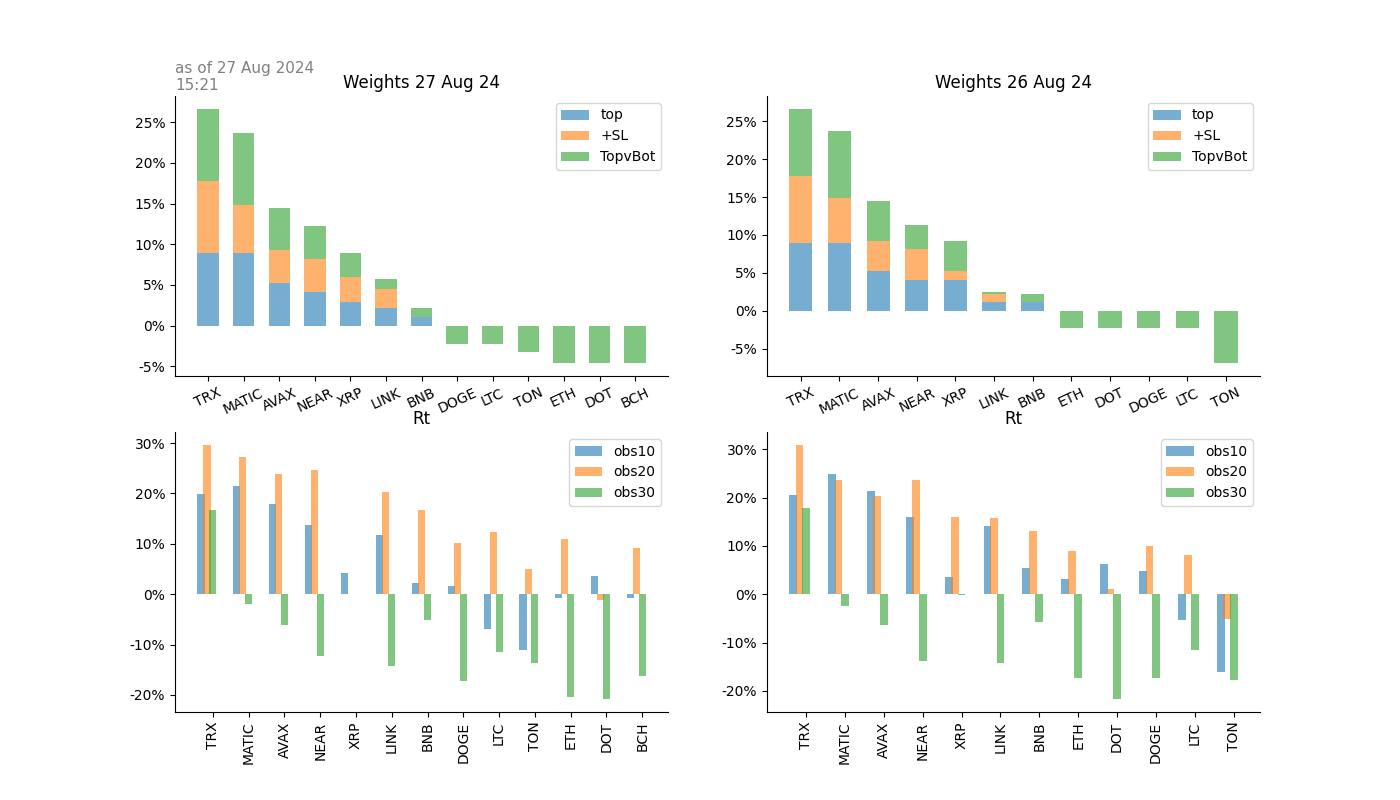 as of 27 Aug 2024
15:21
Weights 27 Aug 24
25%
20%
15%
10%
5%
0%
-5%
top
+SL
TopvBot
TRX MATIC AVAX NEAR XRP LINK BNB DOGE LTC TON ETH DOT BCH
Weights 26 Aug 24
25%
20%
15%
10%
5%
0%
-5%
top
+SL
TopvBot
TRX MATIC AVAX NEAR XRP LINK BNB ETH DOT DOGE LTC TON
Rt
30%
20%
10%
0%
-10%
-20%
obs10
obs20
obs30
TRX MATIC AVAX NEAR XRP LINK BNB DOGE LTC TON ETH DOT BCH
Rt
30%
20%
10%
0%
-10%
-20%
obs10
obs20
obs30
TRX MATIC AVAX NEAR XRP LINK BNB ETH DOT DOGE LTC TON